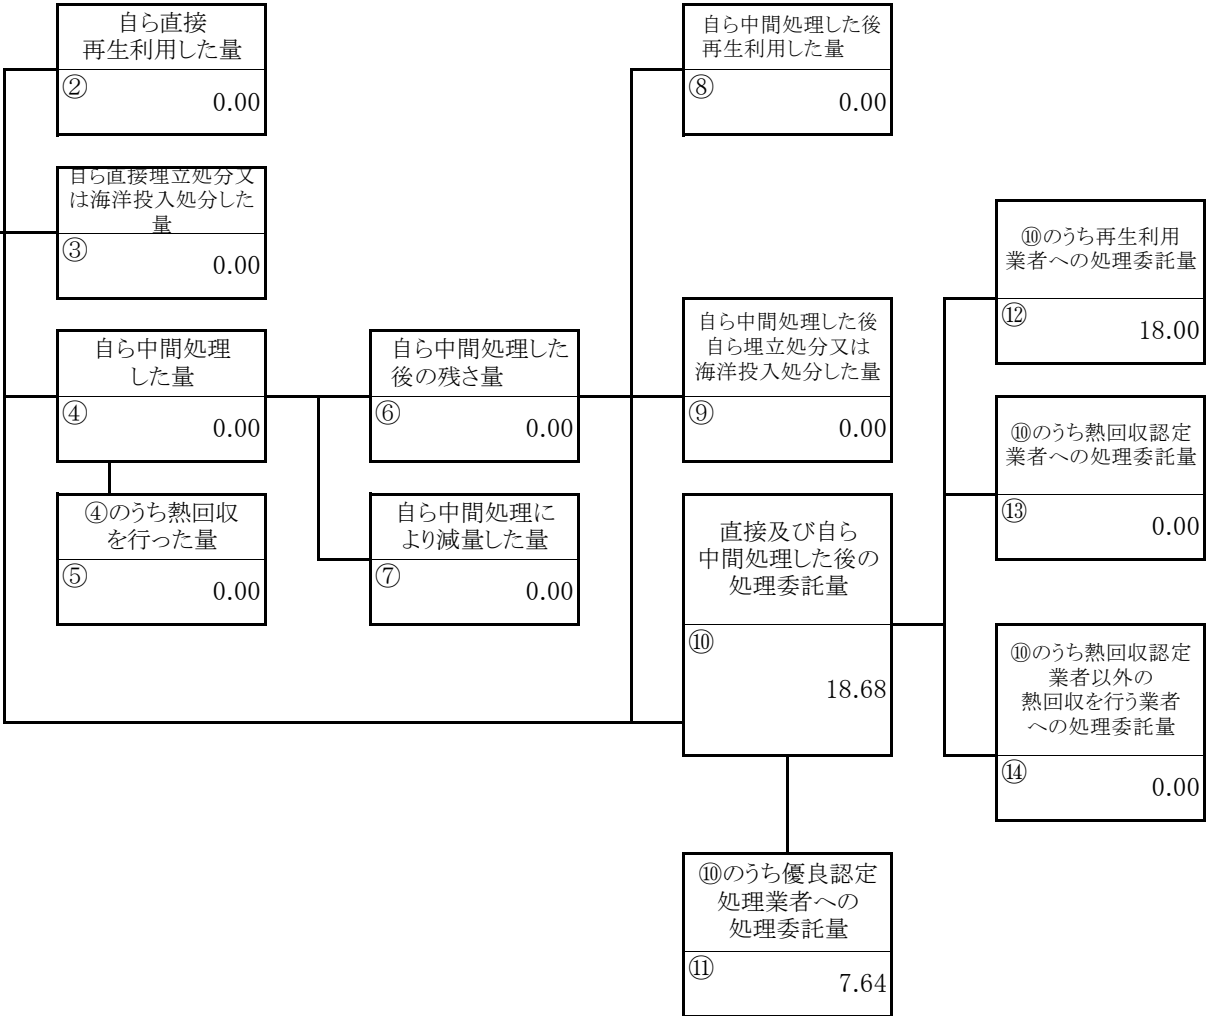 自ら直接
再生利用した量
②
0.00
自ら直接埋立処分又
は海洋投入処分した
量
③
0.00
自ら中間処理
した量
④
0.00
④のうち熱回収
を行った量
⑤
0.00
自ら中間処理した
後の残さ量
⑥
0.00
自ら中間処理に
より減量した量
⑦
0.00
自ら中間処理した後
再生利用した量
⑧
0.00
自ら中間処理した後
自ら埋立処分又は
海洋投入処分した量
⑨
0.00
直接及び自ら
中間処理した後の
処理委託量
⑩
18.68
⑩のうち優良認定
処理業者への
処理委託量
⑪
7.64
⑩のうち再生利用
業者への処理委託量
⑫
18.00
⑩のうち熱回収認定
業者への処理委託量
⑬
0.00
⑩のうち熱回収認定
業者以外の
熱回収を行う業者
への処理委託量
⑭
0.00